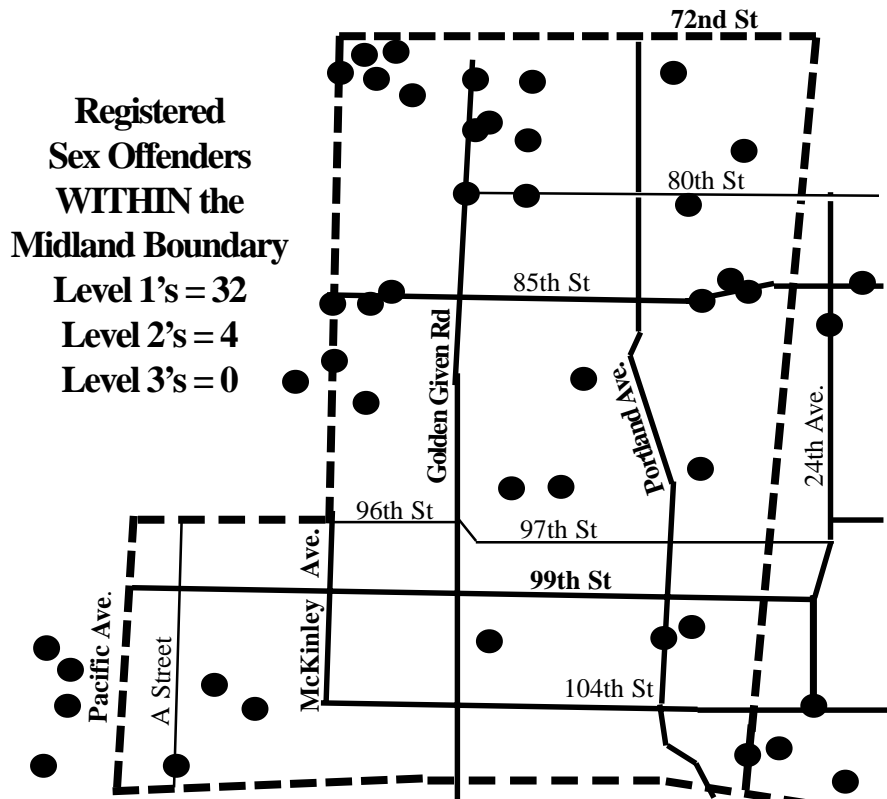 72nd St
Registered
Sex Offenders
WITHIN the
Midland Boundary
Level 1's = 32
Level 2's = 4
Level 3's = 0
80th St
85th St
Golden Given Rd
Portland Ave.
24th Ave.
96th St
97th St
99th St
McKinley Ave.
Pacific Ave.
A Street
104th St